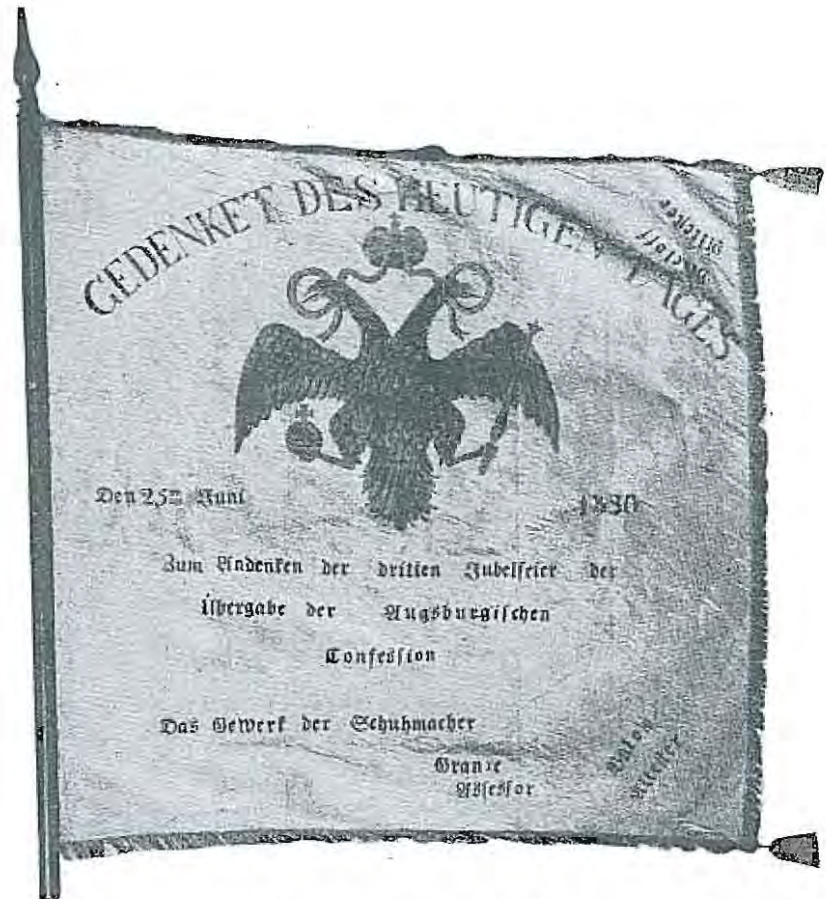 GEDENKET DES HEUTIGEN TAGES
Den 25ten Juni 1830
Zum Andenken der dritten Jubelfeier der
Übergabe der Augsburgischen
Confession
Das Gewerk der Schuhmacher
Assessor